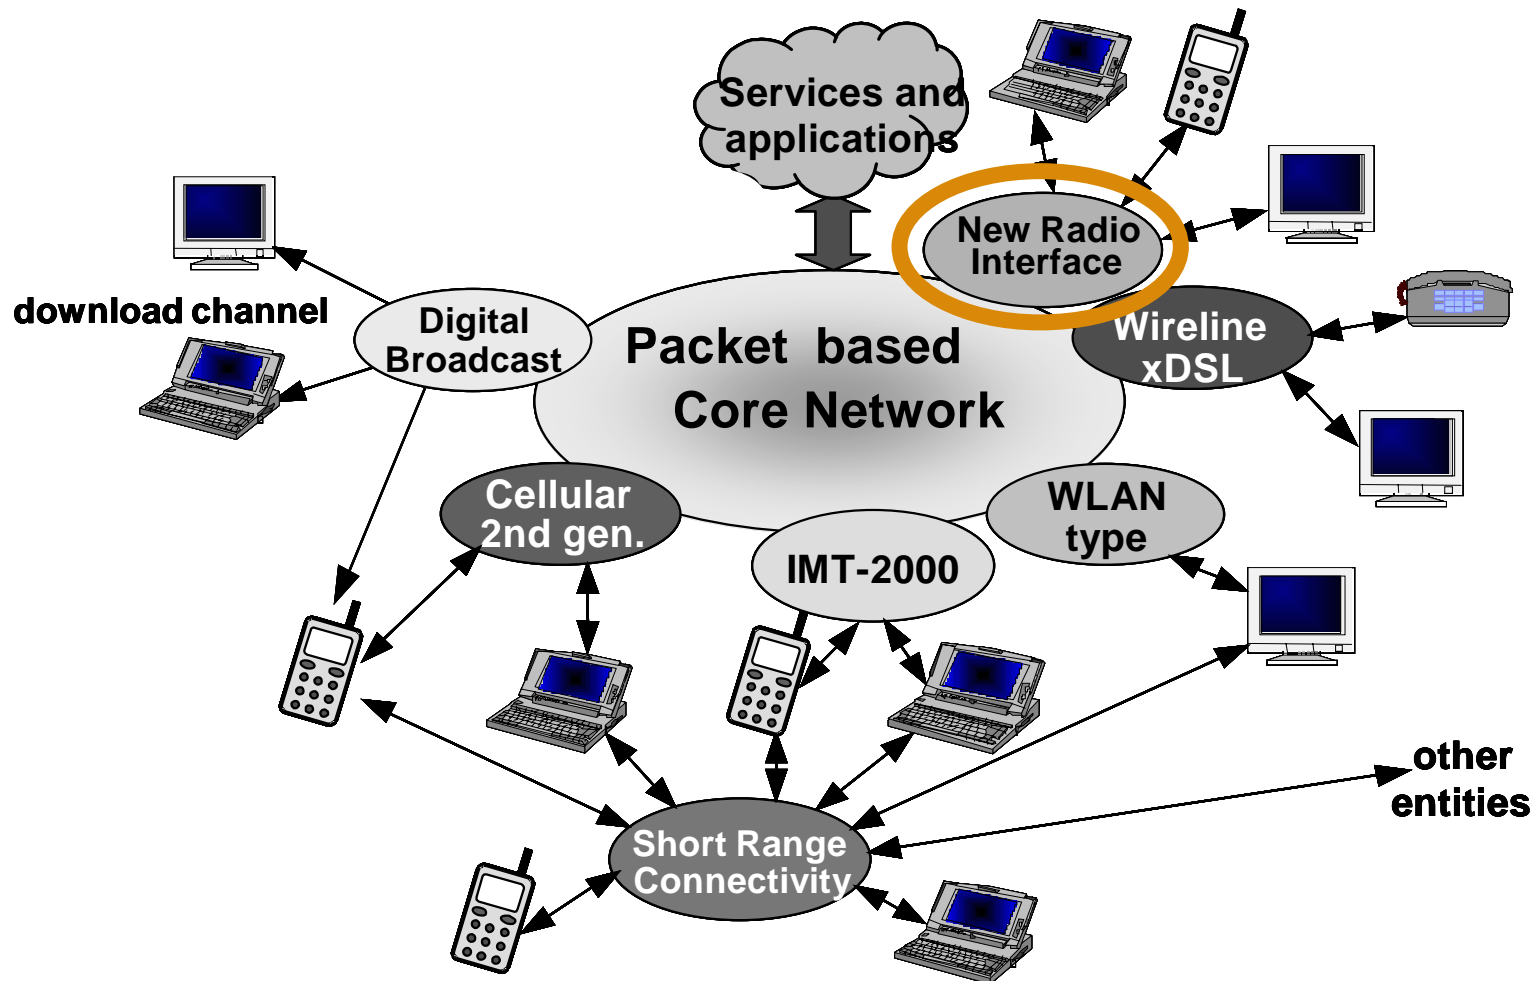 Services and
applications
New Radio
Interface
download channel
Digital
Broadcast
Packet based
Core Network
Wireline
xDSL
Cellular
2nd gen.
WLAN
type
IMT-2000
other
entities
Short Range
Connectivity